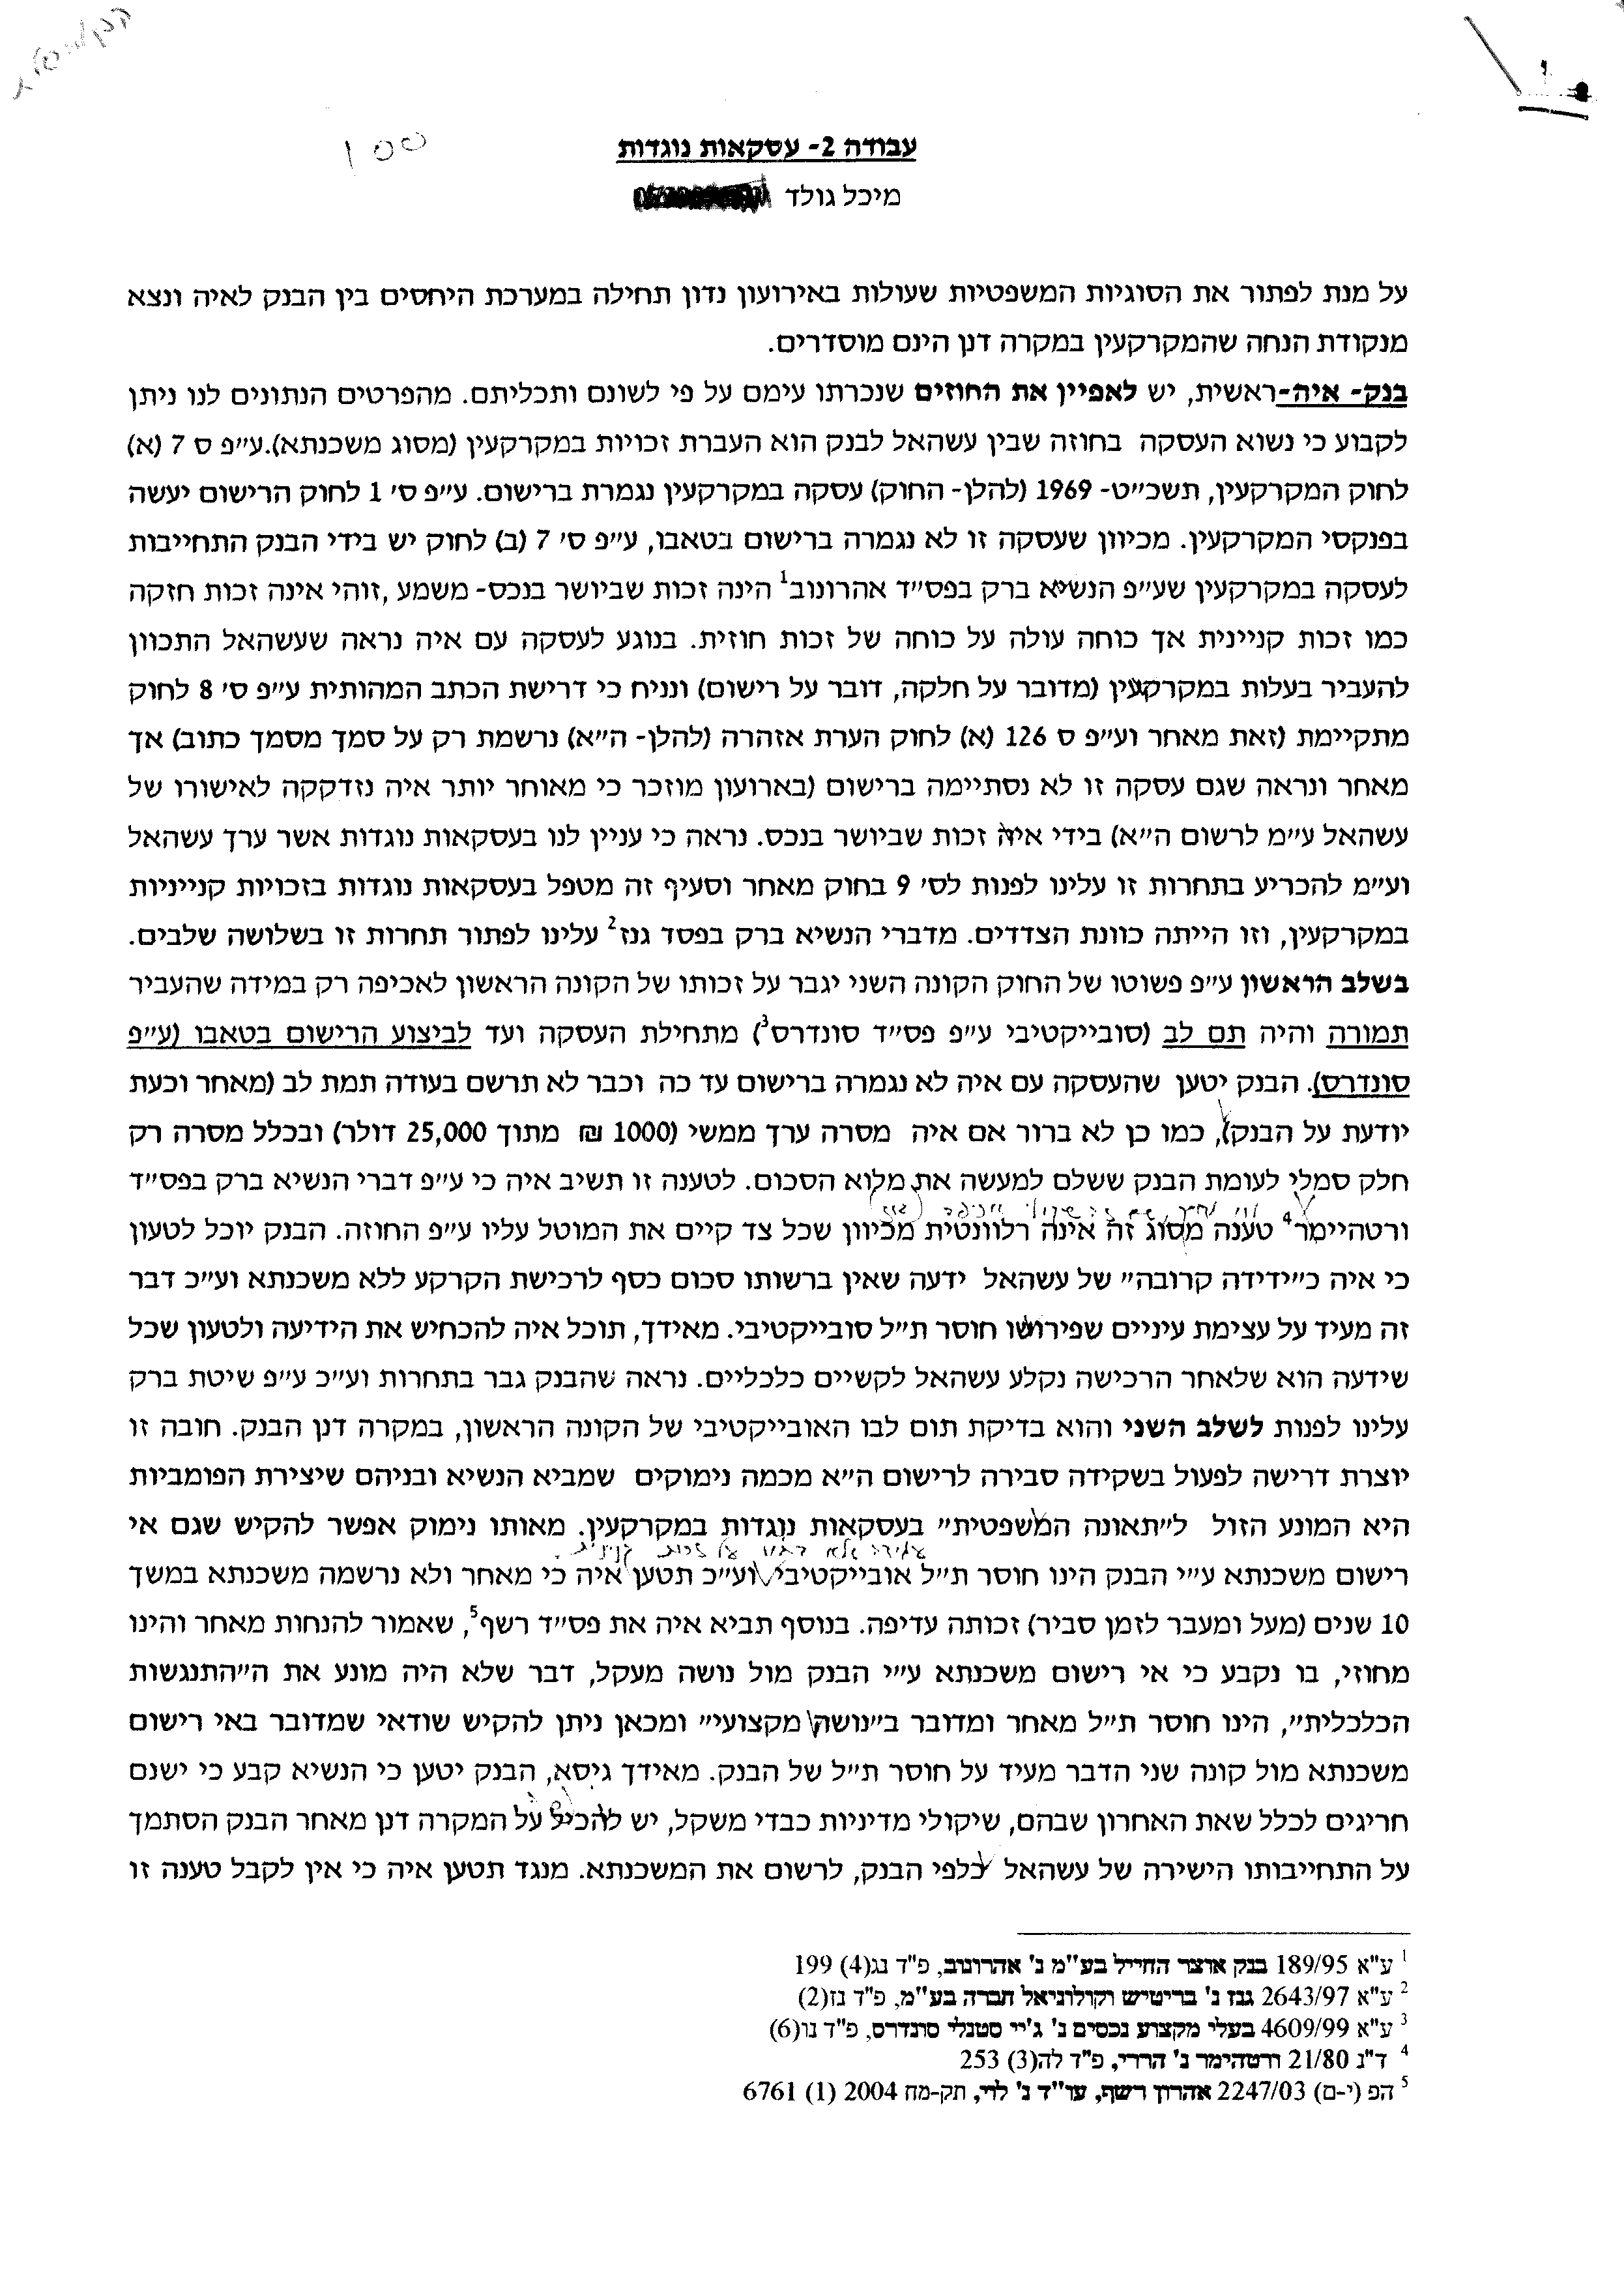 100
עבודה 2- עסקאות נוגדות
מיכל גולד
על מנת לפתור את הסוגיות המשפטיות שעולות באירועון נדון תחילה במערכת היחסים בין הבנק לאיה ונצא
מנקודת הנחה שהמקרקעין במקרה דנן הינם מוסדרים.
בנק- איה-ראשית, יש לאפיין את החוזים שנכרתו עימם על פי לשונם ותכליתם. מהפרטים הנתונים לנו ניתן
לקבוע כי נשוא העסקה בחוזה שבין עשהאל לבנק הוא העברת זכויות במקרקעין (מסוג משכנתא).ע״פ ס 7 (א)
לחוק המקרקעין, תשכ״ט- 1969 (להלן- החוק) עסקה במקרקעין נגמרת ברישום. ע״פ ס׳ 1 לחוק הרישום יעשה
בפנקסי המקרקעין. מכיוון שעסקה זו לא נגמרה ברישום בטאבו, ע״פ ס׳ 7 (ב) לחוק יש בידי הבנק התחייבות
לעסקה במקרקעין שע״פ הנשיא ברק בפס״ד אהרונוב1 הינה זכות שביושר בנכס- משמע ,זוהי אינה זכות חזקה
כמו זכות קניינית אך כוחה עולה על כוחה של זכות חוזית. בנוגע לעסקה עם איה נראה שעשהאל התכוון
להעביר בעלות במקרקעין (מדובר על חלקה, דובר על רישום) ונניח כי דרישת הכתב המהותית ע״פ ס׳ 8 לחוק
מתקיימת (זאת מאחר וע״פ ס 126 (א) לחוק הערת אזהרה (להלן- ה״א) נרשמת רק על סמך מסמך כתוב) אך
מאחר ונראה שגם עסקה זו לא נסתיימה ברישום (בארועון מוזכר כי מאוחר יותר איה נזדקקה לאישורו של
עשהאל ע״מ לרשום ה״א) בידי איה זכות שביושר בנכס. נראה כי עניין לנו בעסקאות נוגדות אשר ערך עשהאל
וע״מ להכריע בתחרות זו עלינו לפנות לס׳ 9 בחוק מאחר וסעיף זה מטפל בעסקאות נוגדות בזכויות קנייניות
במקרקעין, וזו הייתה כוונת הצדדים. מדברי הנשיא ברק בפסד גנז2 עלינו לפתור תחרות זו בשלושה שלבים.
בשלב הראשון ע״פ פשוטו של החוק הקונה השני יגבר על זכותו של הקונה הראשון לאכיפה רק במידה שהעביר
תמורה והיה תם לב (סובייקטיבי ע״פ פס״ד סונדרס3) מתחילת העסקה ועד לביצוע הרישום בטאבו (ע״פ
סונדרס). הבנק יטען שהעסקה עם איה לא נגמרה ברישום עד כה וכבר לא תרשם בעודה תמת לב (מאחר וכעת
יודעת על הבנק), כמו כן לא ברור אם איה מסרה ערך ממשי (1000 ₪ מתוך 25,000 דולר) ובכלל מסרה רק
חלק סמלי לעומת הבנק ששלם למעשה את מלוא הסכום. לטענה זו תשיב איה כי ע״פ דברי הנשיא ברק בפס״ד
ורטהיימר4 טענה מסוג זה אינה רלוונטית מכיוון שכל צד קיים את המוטל עליו ע״פ החוזה. הבנק יוכל לטעון
כי איה כ״ידידה קרובה״ של עשהאל ידעה שאין ברשותו סכום כסף לרכישת הקרקע ללא משכנתא וע״כ דבר
זה מעיד על עצימת עיניים שפירושו חוסר ת״ל סובייקטיבי. מאידך, תוכל איה להכחיש את הידיעה ולטעון שכל
שידעה הוא שלאחר הרכישה נקלע עשהאל לקשיים כלכליים. נראה שהבנק גבר בתחרות וע״כ ע״פ שיטת ברק
עלינו לפנות לשלב השני והוא בדיקת תום לבו האובייקטיבי של הקונה הראשון, במקרה דנן הבנק. חובה זו
יוצרת דרישה לפעול בשקידה סבירה לרישום ה״א מכמה נימוקים שמביא הנשיא ובניהם שיצירת הפומביות
היא המונע הזול ל״תאונה המשפטית״ בעסקאות נוגדות במקרקעין. מאותו נימוק אפשר להקיש שגם אי
רישום משכנתא ע״י הבנק הינו חוסר ת״ל אובייקטיבי וע״כ תטען איה כי מאחר ולא נרשמה משכנתא במשך
10 שנים (מעל ומעבר לזמן סביר) זכותה עדיפה. בנוסף תביא איה את פס״ד רשף5, שאמור להנחות מאחר והינו
מחוזי, בו נקבע כי אי רישום משכנתא ע״י הבנק מול נושה מעקל, דבר שלא היה מונע את ה״התנגשות
הכלכלית״, הינו חוסר ת״ל מאחר ומדובר ב״נושה מקצועי״ ומכאן ניתן להקיש שודאי שמדובר באי רישום
משכנתא מול קונה שני הדבר מעיד על חוסר ת״ל של הבנק. מאידך גיסא, הבנק יטען כי הנשיא קבע כי ישנם
חריגים לכלל שאת האחרון שבהם, שיקולי מדיניות כבדי משקל, יש להכיל על המקרה דנן מאחר הבנק הסתמך
על התחייבותו הישירה של עשהאל כלפי הבנק, לרשום את המשכנתא. מנגד תטען איה כי אין לקבל טענה זו
1 ע"א 189/95 בנק אוצר החייל בע"מ נ' אהרונוב, פ"ד נג(4) 199
2 ע"א 2643/97 גנז נ' בריטיש וקולוניאל חברה בע"מ, פ"ד נז(2)
3 ע"א 4609/99 בעלי מקצוע נכסים נ' ג'יי סטנלי סונדרס, פ"ד נו(6)
4 ד"נ 21/80 ורטהימר נ' הררי, פ"ד לה(3) 253
5 הפ (י-ם) 2247/03 אהרון רשף, עו"ד נ' לוי, תק-מח 2004 (1) 6761